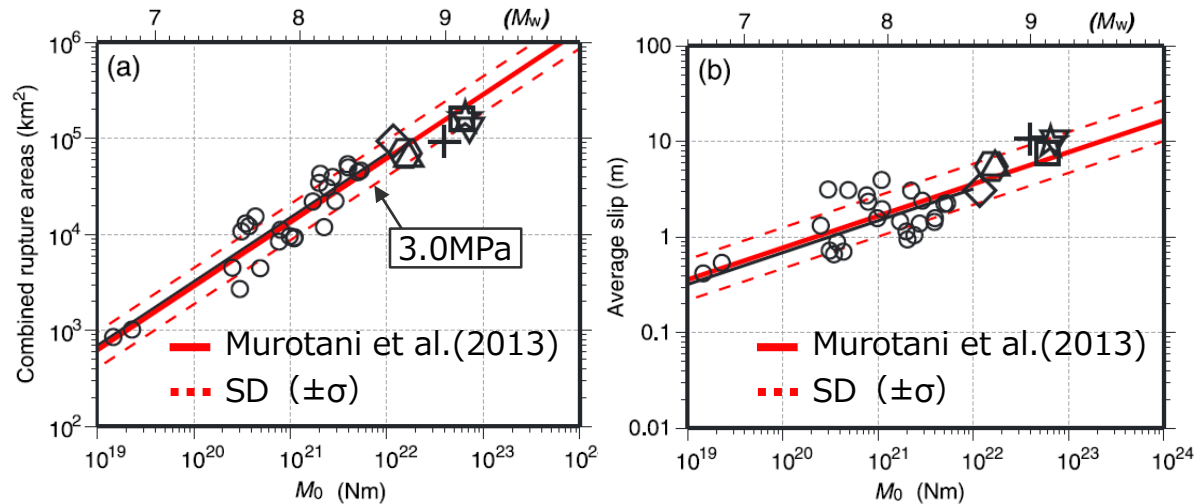 7 8 9 (Mw)
(a)
Combined rupture areas (km²)
10⁶
10⁵
10⁴
10³
10²
3.0MPa
Murotani et al.(2013)
SD (±σ)
10¹⁹ 10²⁰ 10²¹ 10²² 10²³ 10²
M₀ (Nm)
7 8 9 (Mw)
(b)
Average slip (m)
100
10
1
0.1
0.01
Murotani et al.(2013)
SD (±σ)
10¹⁹ 10²⁰ 10²¹ 10²² 10²³ 10²⁴
M₀ (Nm)